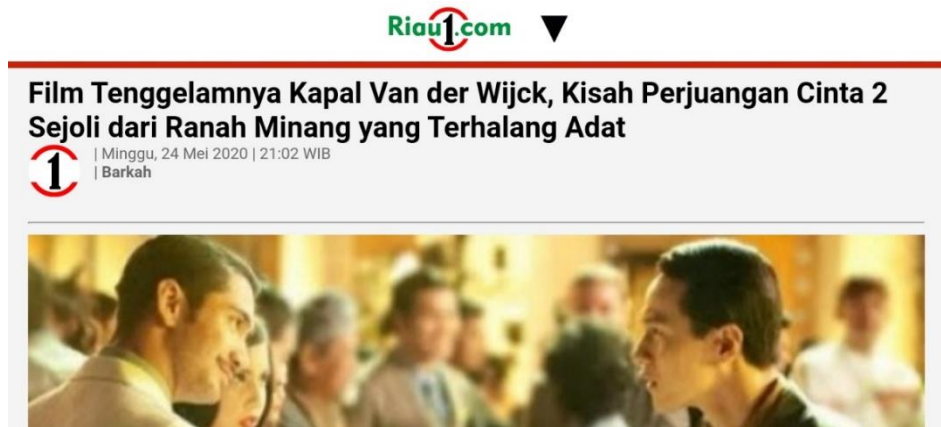 Riau1.com
Film Tenggelamnya Kapal Van der Wijck, Kisah Perjuangan Cinta 2
Sejoli dari Ranah Minang yang Terhalang Adat
1
| Minggu, 24 Mei 2020 | 21:02 WIB
| Barkah